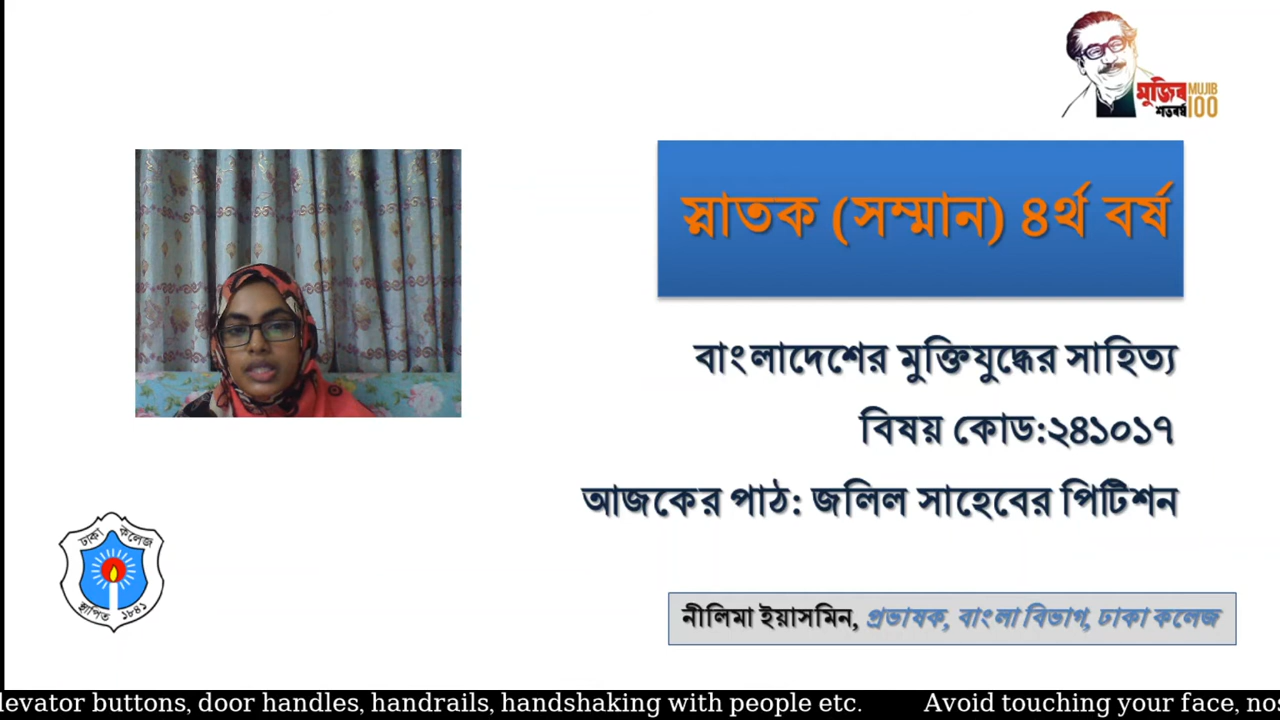 মুজিব MUJIB
শতবর্ষ 100
স্নাতক (সম্মান) ৪র্থ বর্ষ
বাংলাদেশের মুক্তিযুদ্ধের সাহিত্য
বিষয় কোড:২৪১০১৭
আজকের পাঠ: জলিল সাহেবের পিটিশন
ঢাকা কলেজ
স্থাপিত ১৮৪১
নীলিমা ইয়াসমিন, প্রভাষক, বাংলা বিভাগ, ঢাকা কলেজ
levator buttons, door handles, handrails, handshaking with people etc. Avoid touching your face, nos